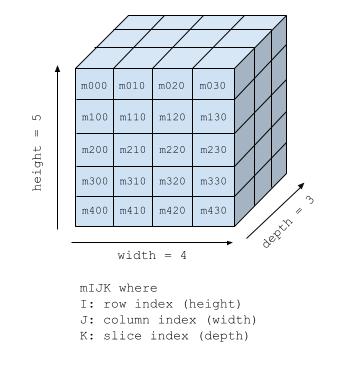 m000 m010 m020 m030
m100 m110 m120 m130
m200 m210 m220 m230
m300 m310 m320 m330
m400 m410 m420 m430
height = 5
width = 4
depth = 3
mIJK where
I: row index (height)
J: column index (width)
K: slice index (depth)